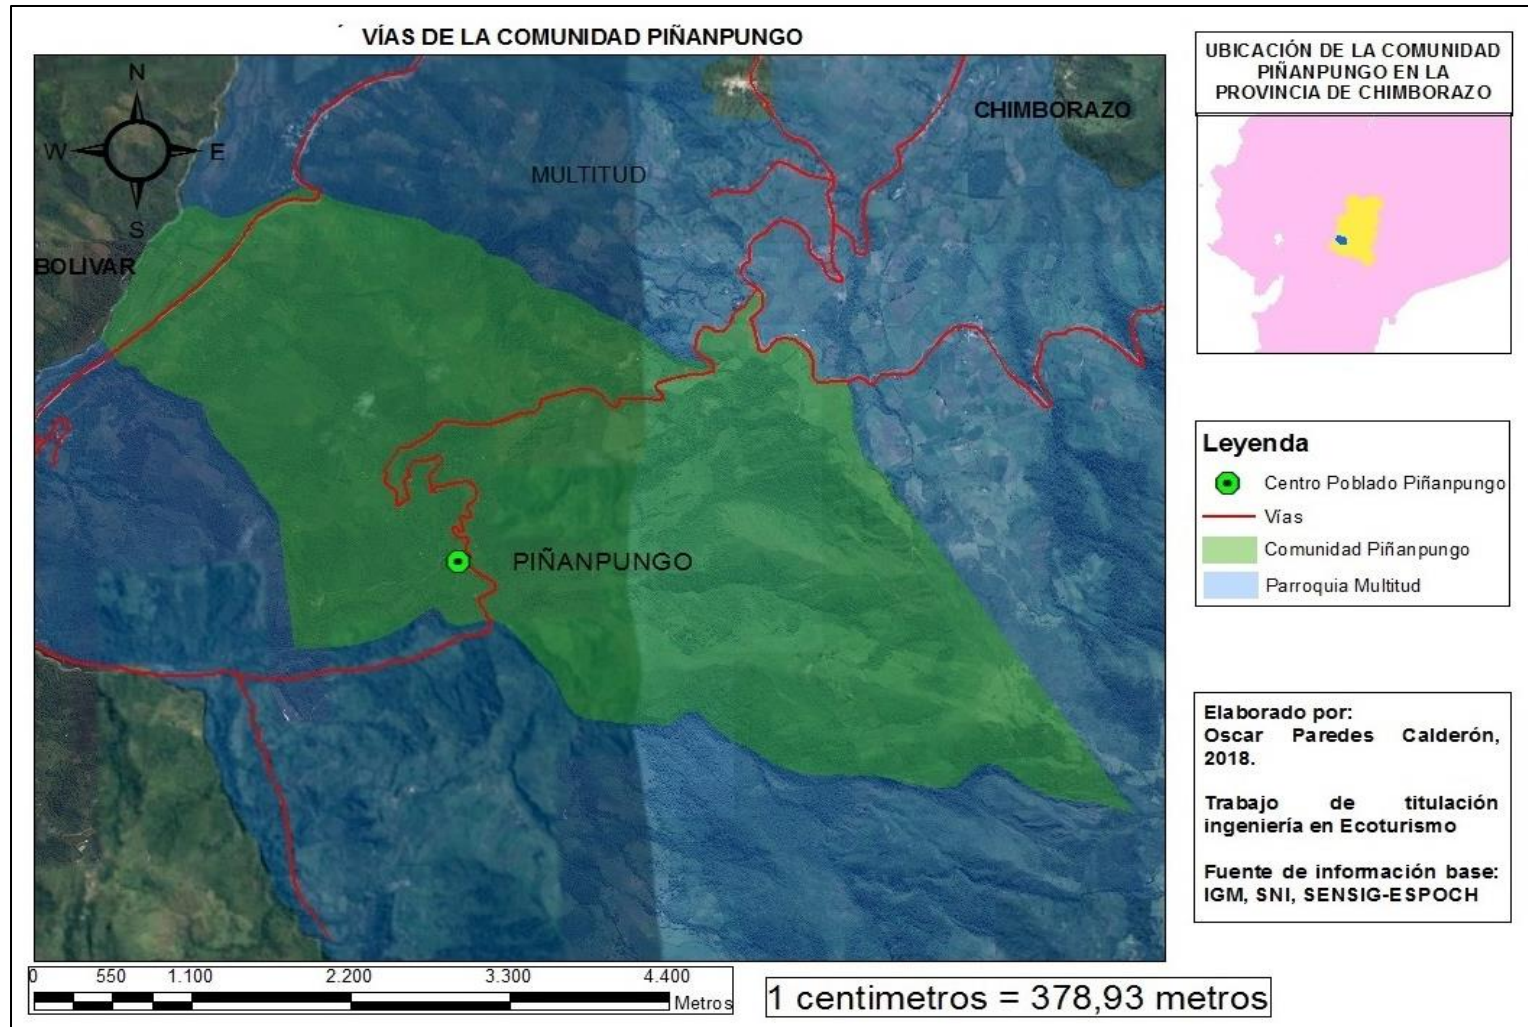 VÍAS DE LA COMUNIDAD PIÑANPUNGO
N
W
E
S
CHIMBORAZO
MULTITUD
BOLIVAR
PIÑANPUNGO
0 550 1.100 2.200 3.300 4.400
Metros
1 centimetros = 378,93 metros
UBICACIÓN DE LA COMUNIDAD
PIÑANPUNGO EN LA
PROVINCIA DE CHIMBORAZO
Leyenda
Centro Poblado Piñanpungo
Vías
Comunidad Piñanpungo
Parroquia Multitud
Elaborado por:
Oscar Paredes Calderón,
2018.
Trabajo de titulación
ingeniería en Ecoturismo
Fuente de información base:
IGM, SNI, SENSIG-ESPOCH